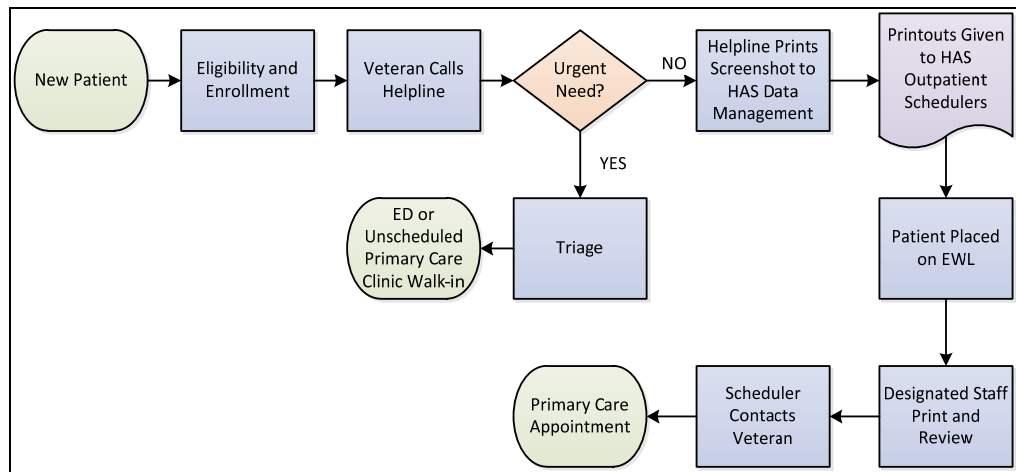 New Patient
Eligibility and
Enrollment
Veteran Calls
Helpline
Urgent
Need?
NO
Helpline Prints
Screenshot to
HAS Data
Management
Printouts Given
to HAS
Outpatient
Schedulers
YES
ED or
Unscheduled
Primary Care
Clinic Walk-in
Triage
Patient Placed
on EWL
Primary Care
Appointment
Scheduler
Contacts
Veteran
Designated Staff
Print and
Review